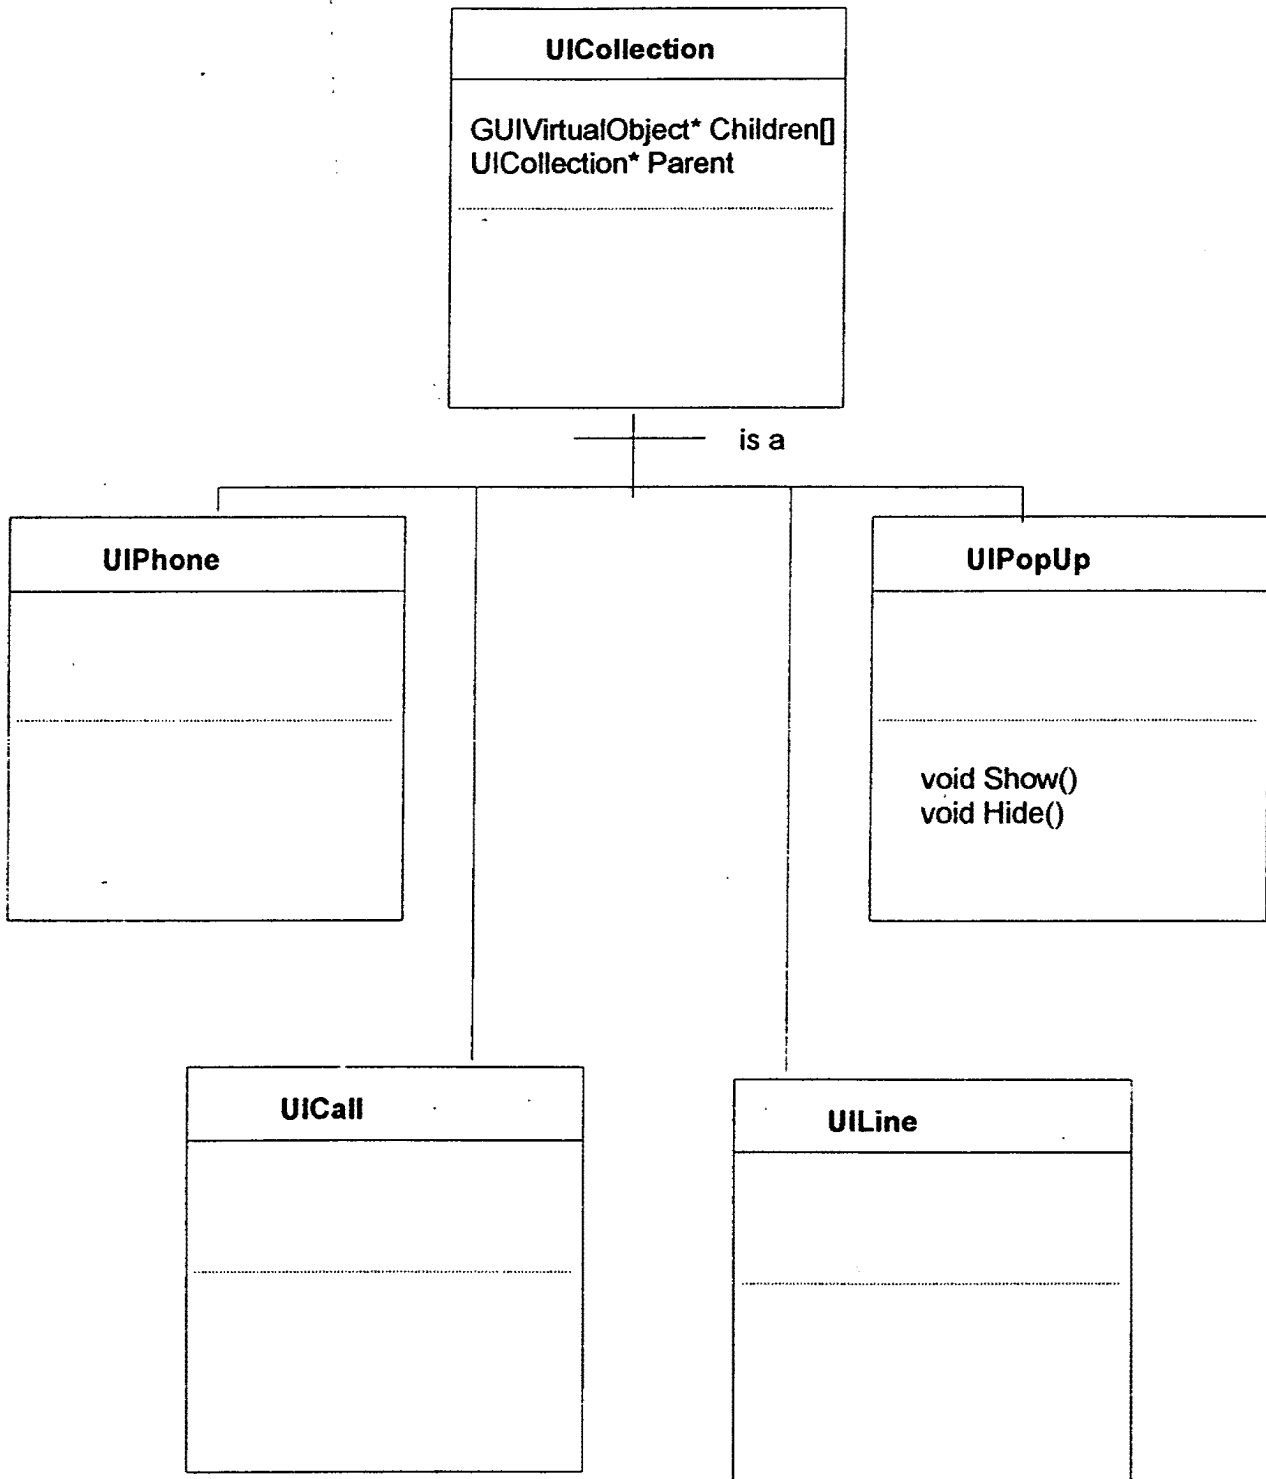 UICollection
GUIVirtualObject* Children[]
UICollection* Parent
is a
UIPhone
UIPopUp
void Show()
void Hide()
UICall
UILine